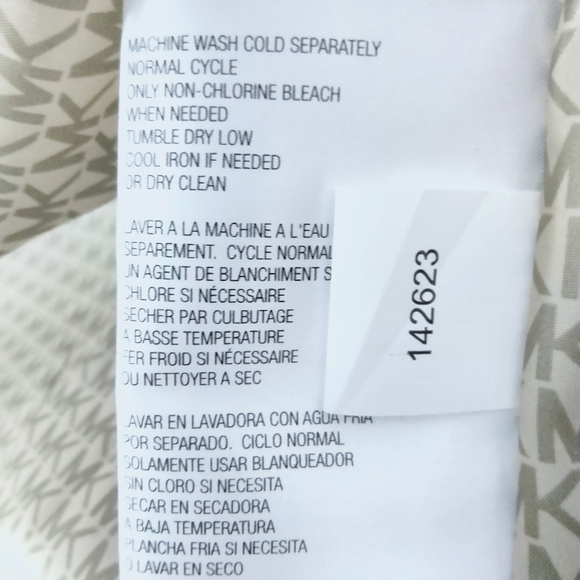 MACHINE WASH COLD SEPARATELY
NORMAL CYCLE
ONLY NON-CHLORINE BLEACH
WHEN NEEDED
TUMBLE DRY LOW
COOL IRON IF NEEDED
OR DRY CLEAN
LAVER A LA MACHINE A L'EAU
SEPAREMENT. CYCLE NORMAL
UN AGENT DE BLANCHIMENT S
CHLORE SI NÉCESSAIRE
SECHER PAR CULBUTAGE
A BASSE TEMPERATURE
FER FROID SI NÉCESSAIRE
OU NETTOYER A SEC
142623
LAVAR EN LAVADORA CON AGUA FRIA
POR SEPARADO. CICLO NORMAL
SOLAMENTE USAR BLANQUEADOR
SIN CLORO SI NECESITA
SECAR EN SECADORA
A BAJA TEMPERATURA
PLANCHA FRIA SI NECESITA
O LAVAR EN SECO